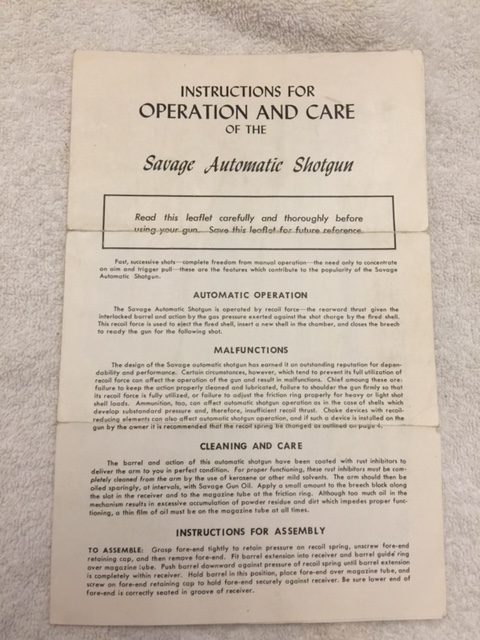 INSTRUCTIONS FOR
OPERATION AND CARE
OF THE
Savage Automatic Shotgun
Read this leaflet carefully and thoroughly before
using your gun. Save this leaflet for future reference.
Fast, successive shots—complete freedom from manual operation—the need only to concentrate
on aim and trigger pull—these are the features which contribute to the popularity of the Savage
Automatic Shotgun.
AUTOMATIC OPERATION
The Savage Automatic Shotgun is operated by recoil force—the rearward thrust given the
interlocked barrel and action by the gas pressure exerted against the shot charge by the fired shell.
This recoil force is used to eject the fired shell, insert a new shell in the chamber, and closes the breech
to ready the gun for the following shot.
MALFUNCTIONS
The design of the Savage automatic shotgun has earned it an outstanding reputation for depen-
dability and performance. Certain circumstances, however, which tend to prevent its full utilization of
recoil force can affect the operation of the gun and result in malfunctions. Chief among these are:
failure to keep the action properly cleaned and lubricated, failure to shoulder the gun firmly so that
its recoil force is fully utilized, or failure to adjust the friction ring properly for heavy or light shot
shell loads. Ammunition, too, can affect automatic shotgun operation as in the case of shells which
develop substandard pressure and, therefore, insufficient recoil thrust. Choke devices with recoil-
reducing elements can also affect automatic shotgun operation, and if such a device is installed on the
gun by the owner it is recommended that the recoil spring be changed as outlined on page 4.
CLEANING AND CARE
The barrel and action of this automatic shotgun have been coated with rust inhibitors to
deliver the arm to you in perfect condition. For proper functioning, these rust inhibitors must be com-
pletely cleaned from the arm by the use of kerosene or other mild solvents. The arm should then be
oiled sparingly, at intervals, with Savage Gun Oil. Apply a small amount to the breech block along
the slot in the receiver and to the magazine tube at the friction ring. Although too much oil in the
mechanism results in excessive accumulation of powder residue and dirt which impedes proper func-
tioning, a thin film of oil must be on the magazine tube at all times.
INSTRUCTIONS FOR ASSEMBLY
TO ASSEMBLE: Grasp fore-end tightly to retain pressure on recoil spring, unscrew fore-end
retaining cap, and then remove fore-end. Fit barrel extension into receiver and barrel guide ring
over magazine tube. Push barrel downward against pressure of recoil spring until barrel extension
is completely within receiver. Hold barrel in this position, place fore-end over magazine tube, and
screw on fore-end retaining cap to hold fore-end securely against receiver. Be sure lower end of
fore-end is correctly seated in groove of receiver.